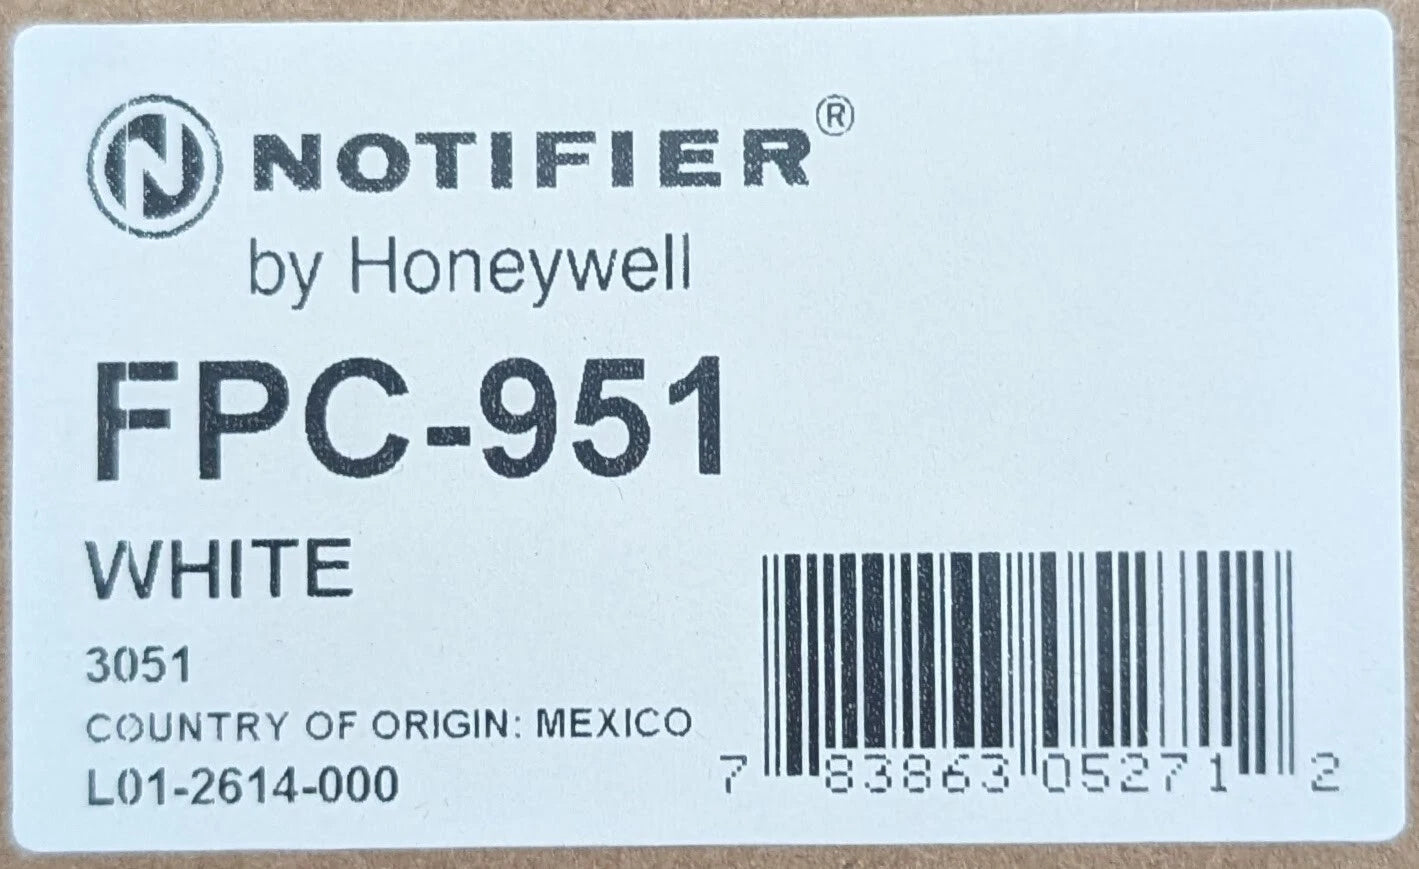 NOTIFIER®
by Honeywell
FPC-951
WHITE
3051
COUNTRY OF ORIGIN: MEXICO
L01-2614-000
7 83863 05271 2